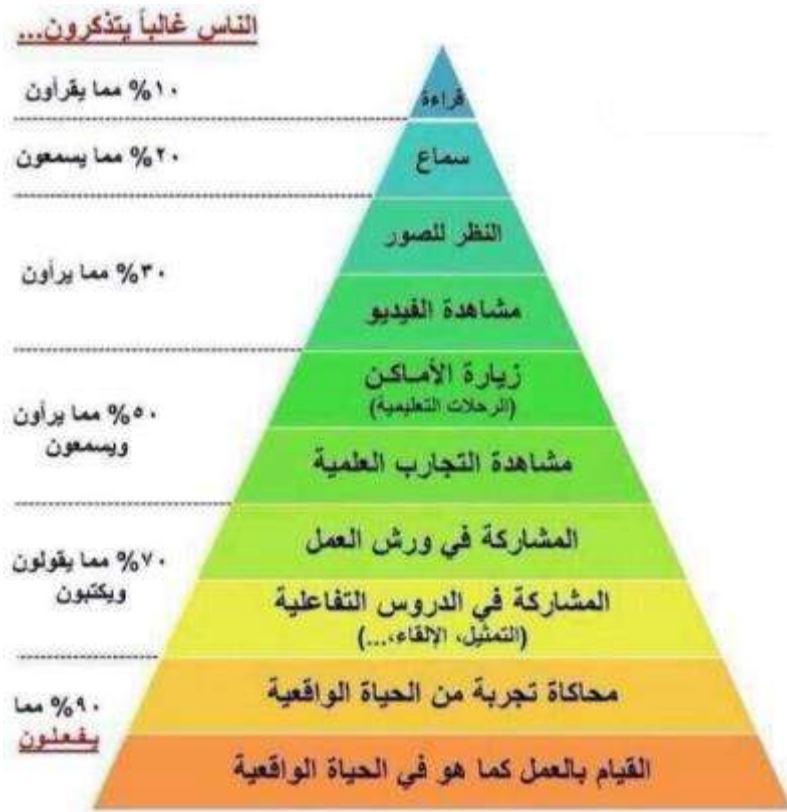 الناس غالباً يتذكرون...
١٠% مما يقرأون
قراءة
٢٠% مما يسمعون
سماع
٣٠% مما يرأون
النظر للصور
مشاهدة الفيديو
٥٠% مما يرأون
ويسمعون
زيارة الأماكن
(الرحلات التعليمية)
مشاهدة التجارب العلمية
٧٠% مما يقولون
ويكتبون
المشاركة في ورش العمل
المشاركة في الدروس التفاعلية
(التمثيل، الإلقاء،...)
٩٠% مما
يفعلون
محاكاة تجربة من الحياة الواقعية
القيام بالعمل كما هو في الحياة الواقعية